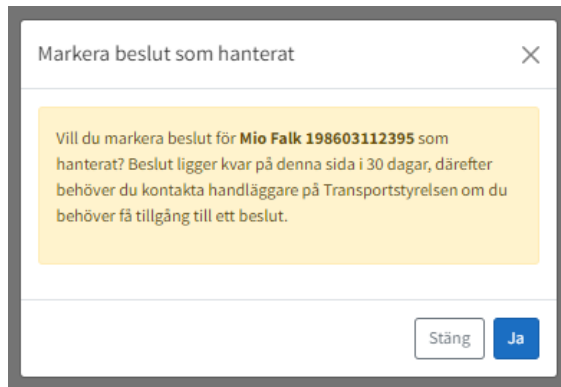 Markera beslut som hanterat
Vill du markera beslut för Mio Falk 198603112395 som
hanterat? Beslut ligger kvar på denna sida i 30 dagar, därefter
behöver du kontakta handläggare på Transportstyrelsen om du
behöver få tillgång till ett beslut.
Stäng Ja